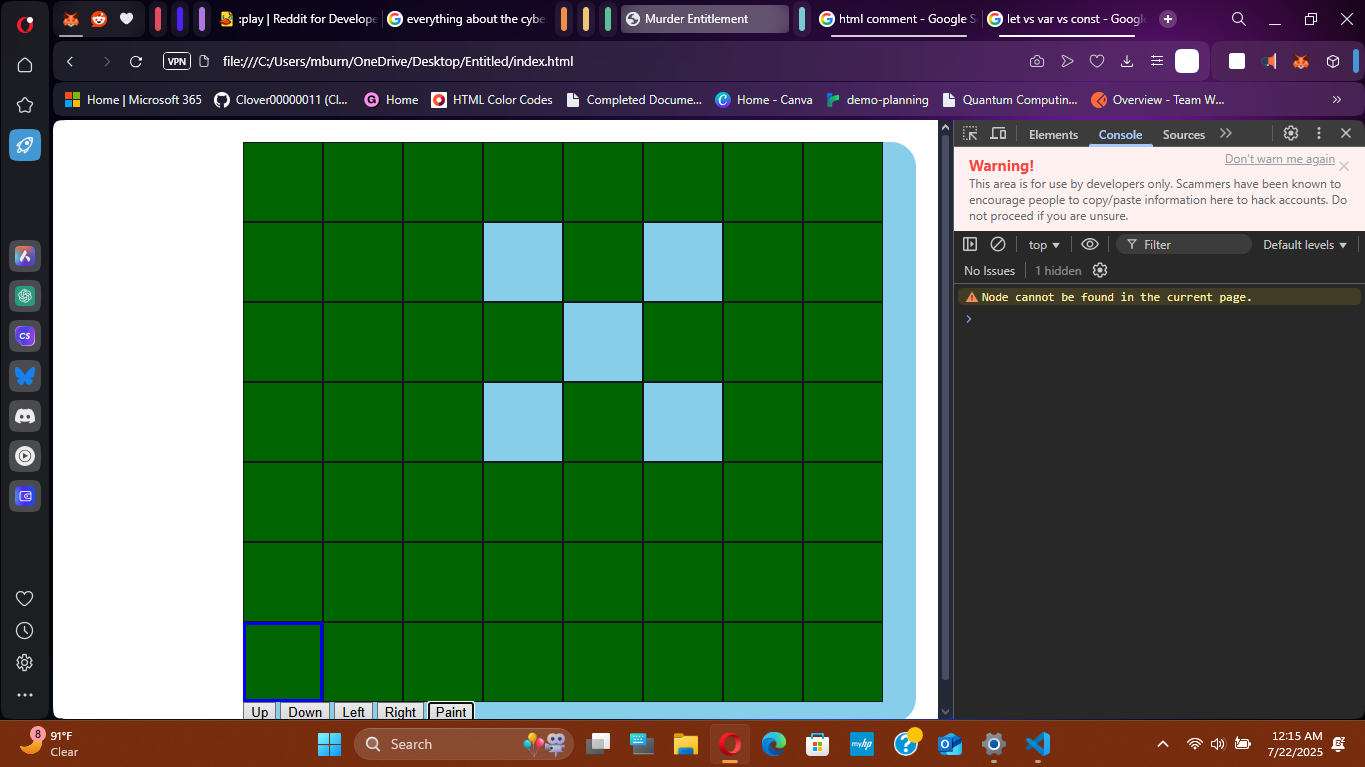 :play | Reddit for Develope
everything about the cybe
Murder Entitlement
html comment - Google S
let vs var vs const - Googl
VPN
file:///C:/Users/mburn/OneDrive/Desktop/Entitled/index.html
Home | Microsoft 365
Clover00000011 (Cl...
Home
HTML Color Codes
Completed Docume...
Home - Canva
demo-planning
Quantum Computin...
Overview - Team W...
»
Elements
Console
Sources
Warning!
Don't warn me again
This area is for use by developers only. Scammers have been known to
encourage people to copy/paste information here to hack accounts. Do
not proceed if you are unsure.
top
Filter
Default levels
No Issues
1 hidden
Node cannot be found in the current page.
CS
Up
Down
Left
Right
Paint
8
91°F
Clear
Search
myhp
12:15 AM
7/22/2025